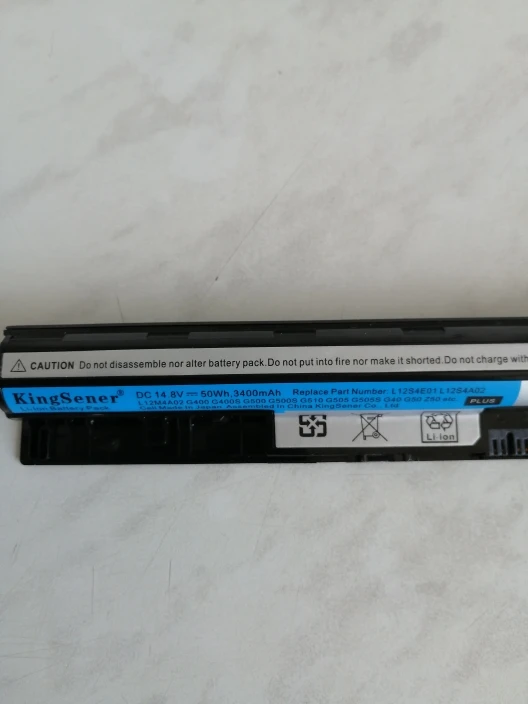 CAUTION Do not disassemble nor alter battery pack.Do not put into fire nor make it shorted.Do not charge with
KingSener®
Li-ion Battery Pack
DC 14.8V⎓50Wh,3400mAh Replace Part Number: L12S4E01 L12S4A02
L12M4A02 G400 G400S G500 G500S G510 G505 G505S G40 G50 Z50 etc.
Cell Made In Japan Assembled in China KingSener Co., Ltd
PLUS
Li-ion